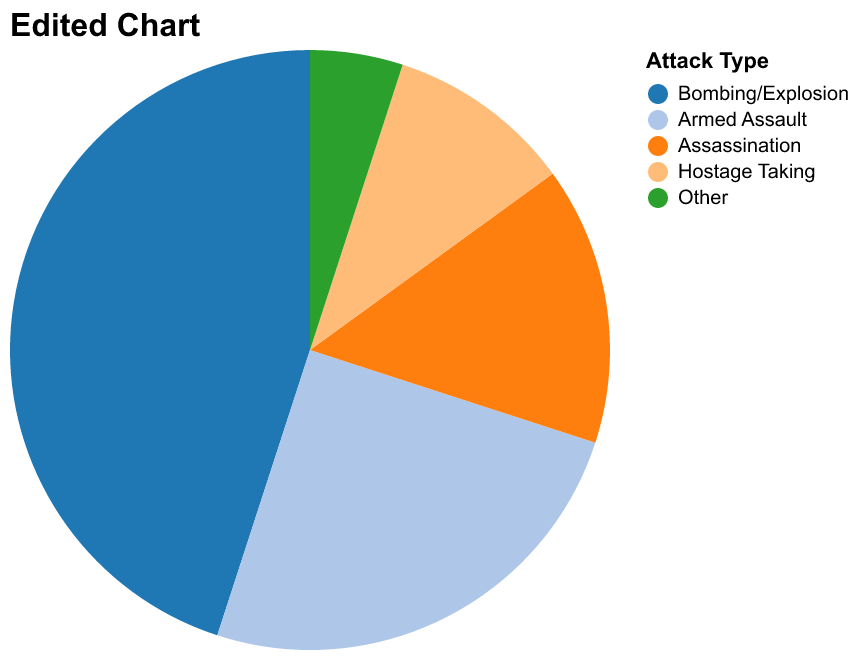 Edited Chart
Attack Type
Bombing/Explosion
Armed Assault
Assassination
Hostage Taking
Other